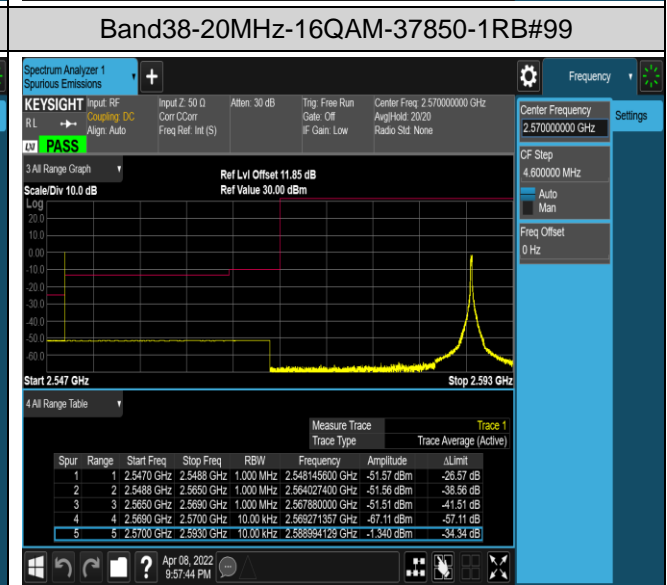 Band38-20MHz-16QAM-37850-1RB#99
Spectrum Analyzer 1
Spurious Emissions
+
Frequency
KEYSIGHT Input: RF Input Z: 50 Ω Atten: 30 dB Trig: Free Run Center Freq: 2.570000000 GHz
RL Coupling: DC Corr CCorr Gate: Off Avg|Hold: 20/20
Align: Auto Freq Ref: Int (S) IF Gain: Low Radio Std: None
LXI PASS
Center Frequency
2.570000000 GHz
Settings
CF Step
4.600000 MHz
Auto
Man
Freq Offset
0 Hz
3 All Range Graph
Ref Lvl Offset 11.85 dB
Scale/Div 10.0 dB Ref Value 30.00 dBm
Log
20.0
10.0
0.00
-10.0
-20.0
-30.0
-40.0
-50.0
-60.0
Start 2.547 GHz Stop 2.593 GHz
4 All Range Table
Measure Trace Trace 1
Trace Type Trace Average (Active)
Spur Range Start Freq Stop Freq RBW Frequency Amplitude ΔLimit
1 1 2.5470 GHz 2.5488 GHz 1.000 MHz 2.548145600 GHz -51.57 dBm -26.57 dB
2 2 2.5488 GHz 2.5650 GHz 1.000 MHz 2.564027400 GHz -51.56 dBm -38.56 dB
3 3 2.5650 GHz 2.5690 GHz 1.000 MHz 2.567880000 GHz -51.51 dBm -41.51 dB
4 4 2.5690 GHz 2.5700 GHz 10.00 kHz 2.569271357 GHz -67.11 dBm -57.11 dB
5 5 2.5700 GHz 2.5930 GHz 10.00 kHz 2.588994129 GHz -1.340 dBm -34.34 dB
?
Apr 08, 2022
9:57:44 PM